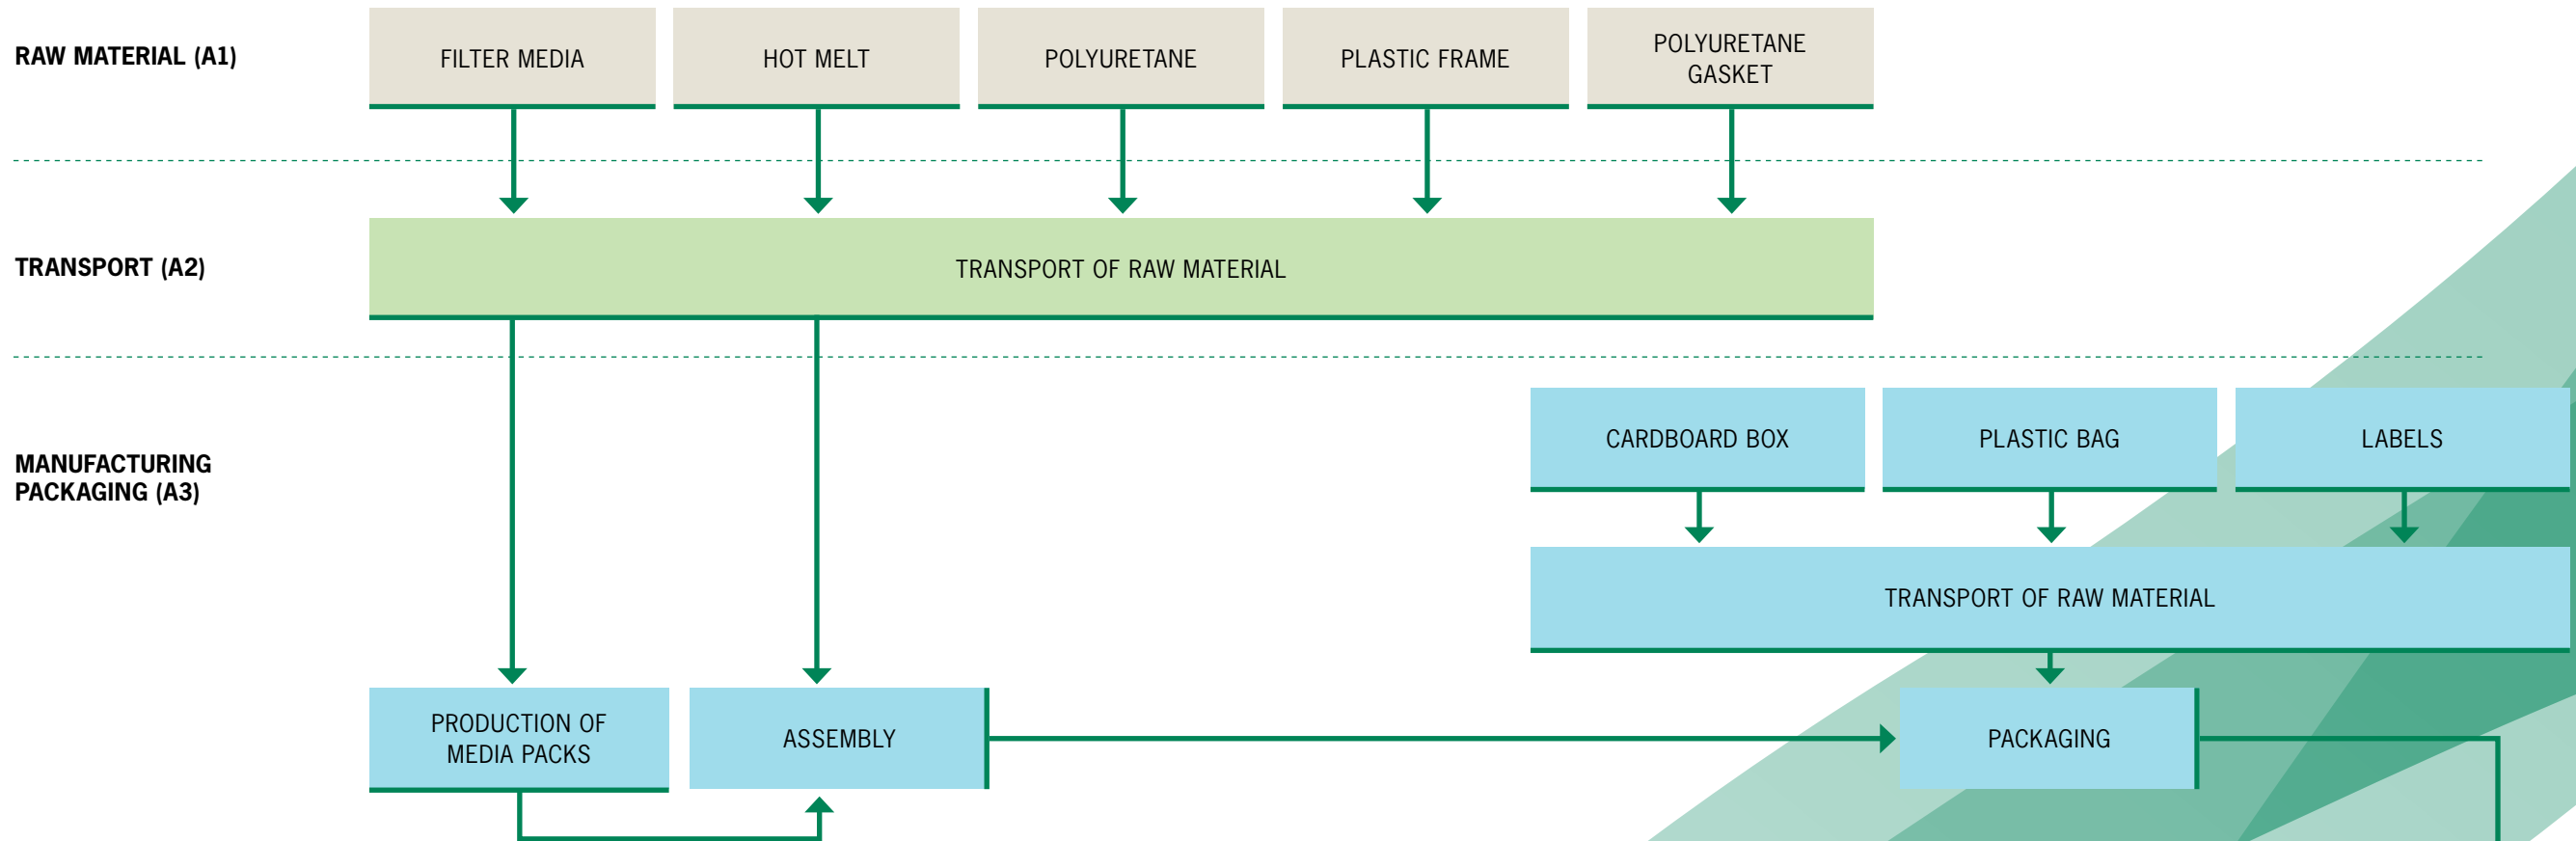 RAW MATERIAL (A1)
FILTER MEDIA
HOT MELT
POLYURETANE
PLASTIC FRAME
POLYURETANE
GASKET
TRANSPORT (A2)
TRANSPORT OF RAW MATERIAL
MANUFACTURING
PACKAGING (A3)
CARDBOARD BOX
PLASTIC BAG
LABELS
TRANSPORT OF RAW MATERIAL
PRODUCTION OF
MEDIA PACKS
ASSEMBLY
PACKAGING